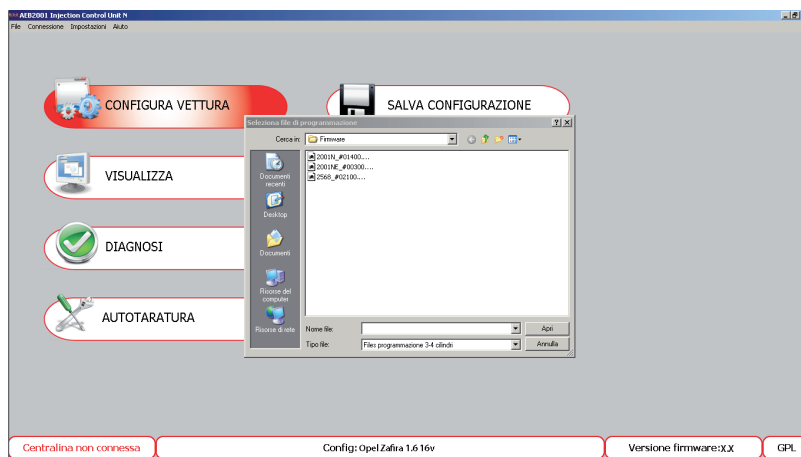 AEB2001 Injection Control Unit N
File Connessione Impostazioni Aiuto
CONFIGURA VETTURA
SALVA CONFIGURAZIONE
Seleziona file di programmazione
Cerca in:
Firmware
2001N_#01400....
2001NE_#00300....
2568_#02100....
Documenti recenti
Desktop
Documenti
Risorse del computer
Risorse di rete
Nome file:
Apri
Tipo file:
Files programmazione 3-4 cilindri
Annulla
VISUALIZZA
DIAGNOSI
AUTOTARATURA
Centralina non connessa
Config: Opel Zafira 1.6 16v
Versione firmware:X.X
GPL